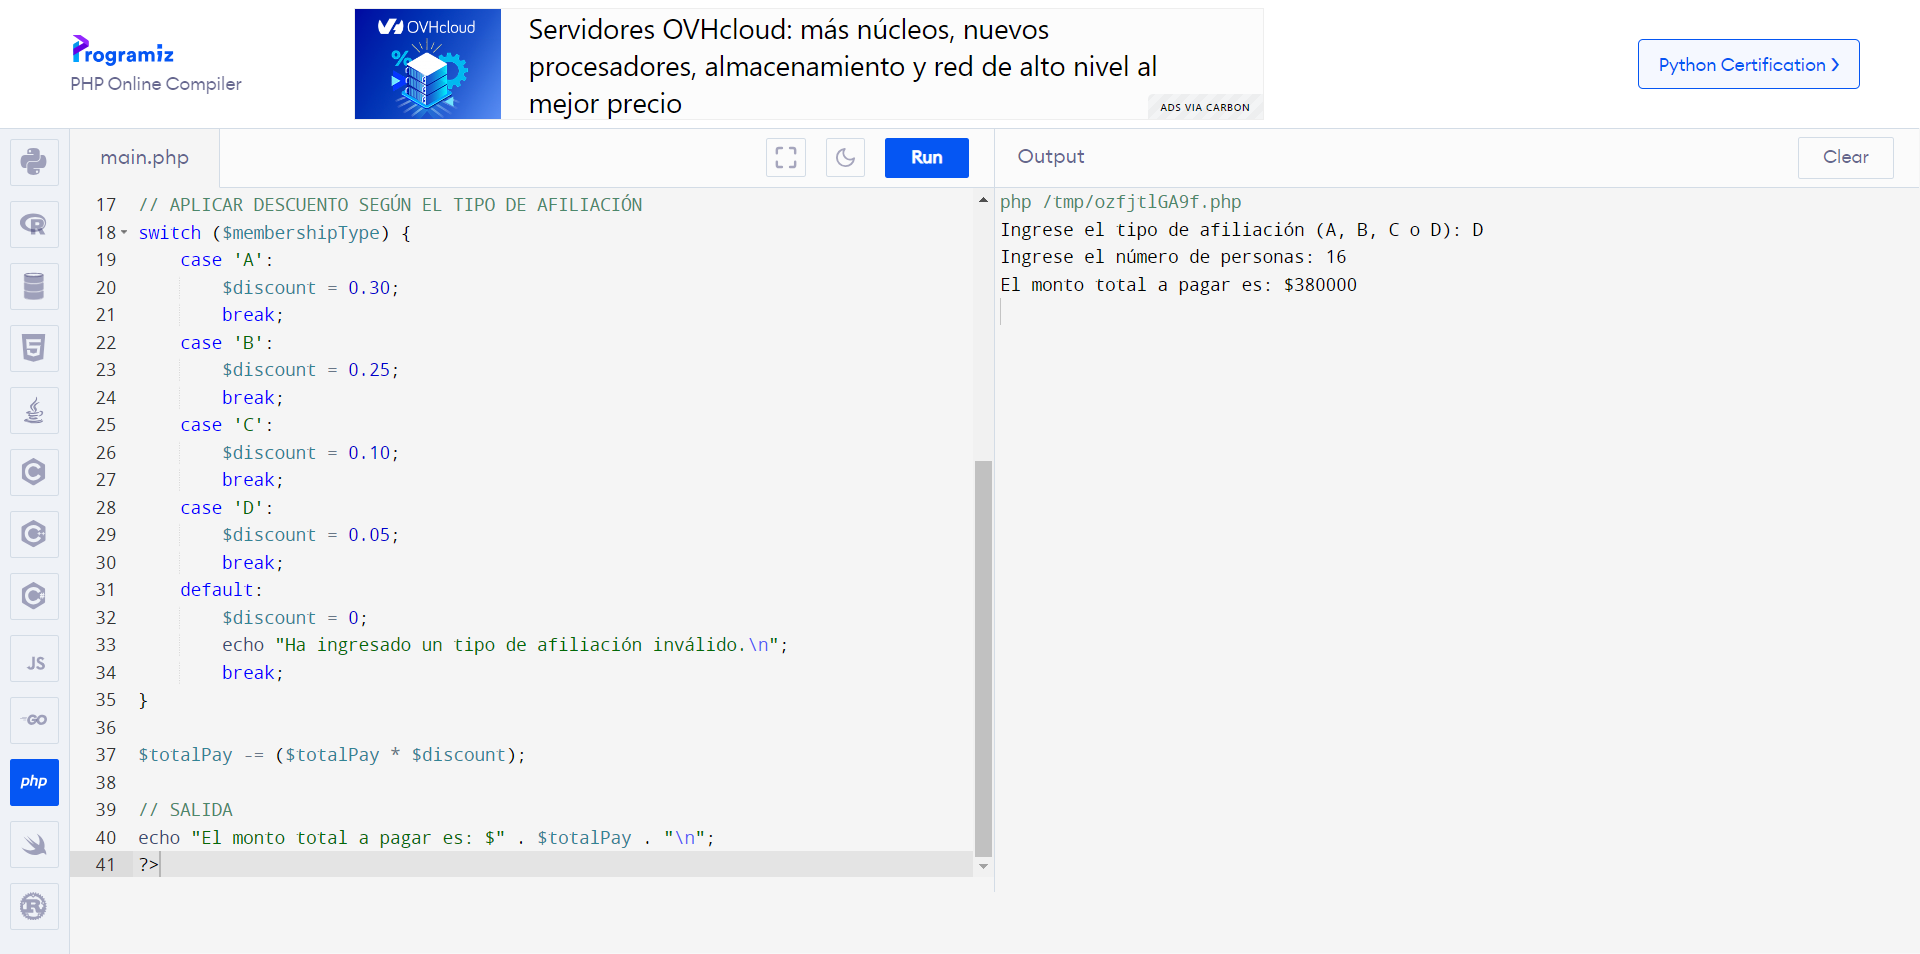 Programiz
PHP Online Compiler
OVHcloud
%
Servidores OVHcloud: más núcleos, nuevos
procesadores, almacenamiento y red de alto nivel al
mejor precio
ADS VIA CARBON
Python Certification
main.php
Run
Output
Clear
17 // APLICAR DESCUENTO SEGÚN EL TIPO DE AFILIACIÓN
18 switch ($membershipType) {
19     case 'A':
20         $discount = 0.30;
21         break;
22     case 'B':
23         $discount = 0.25;
24         break;
25     case 'C':
26         $discount = 0.10;
27         break;
28     case 'D':
29         $discount = 0.05;
30         break;
31     default:
32         $discount = 0;
33         echo "Ha ingresado un tipo de afiliación inválido.\n";
34         break;
35 }
36
37 $totalPay -= ($totalPay * $discount);
38
39 // SALIDA
40 echo "El monto total a pagar es: $" . $totalPay . "\n";
41 ?>
php /tmp/ozfjtlGA9f.php
Ingrese el tipo de afiliación (A, B, C o D): D
Ingrese el número de personas: 16
El monto total a pagar es: $380000
R
5
C
C+
C#
JS
GO
php
R